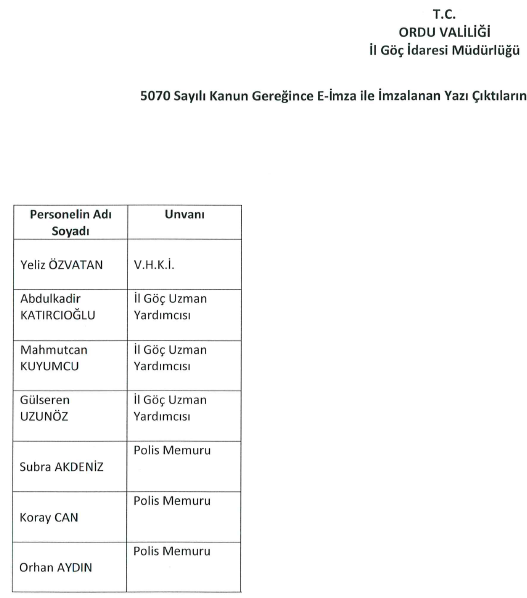 T.C.
ORDU VALİLİĞİ
İl Göç İdaresi Müdürlüğü
5070 Sayılı Kanun Gereğince E-İmza ile İmzalanan Yazı Çıktıların
Personelin Adı Soyadı
Unvanı
Yeliz ÖZVATAN
V.H.K.İ.
Abdulkadir
KATIRCIOĞLU
İl Göç Uzman
Yardımcısı
Mahmutcan
KUYUMCU
İl Göç Uzman
Yardımcısı
Gülseren
UZUNÖZ
İl Göç Uzman
Yardımcısı
Subra AKDENİZ
Polis Memuru
Koray CAN
Polis Memuru
Orhan AYDIN
Polis Memuru